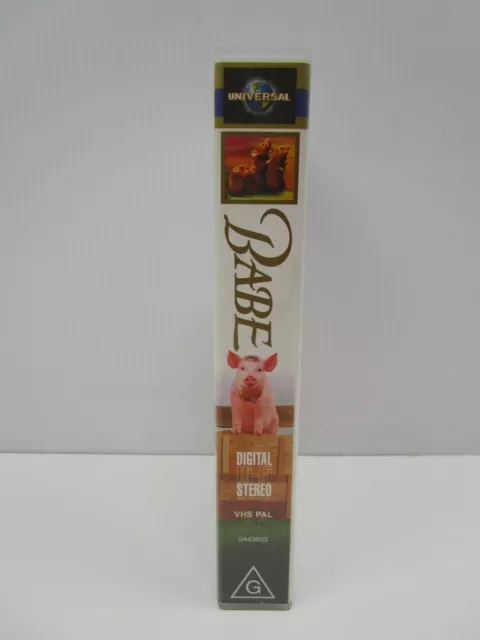 UNIVERSAL
BABE
DIGITAL
STEREO
VHS PAL
G